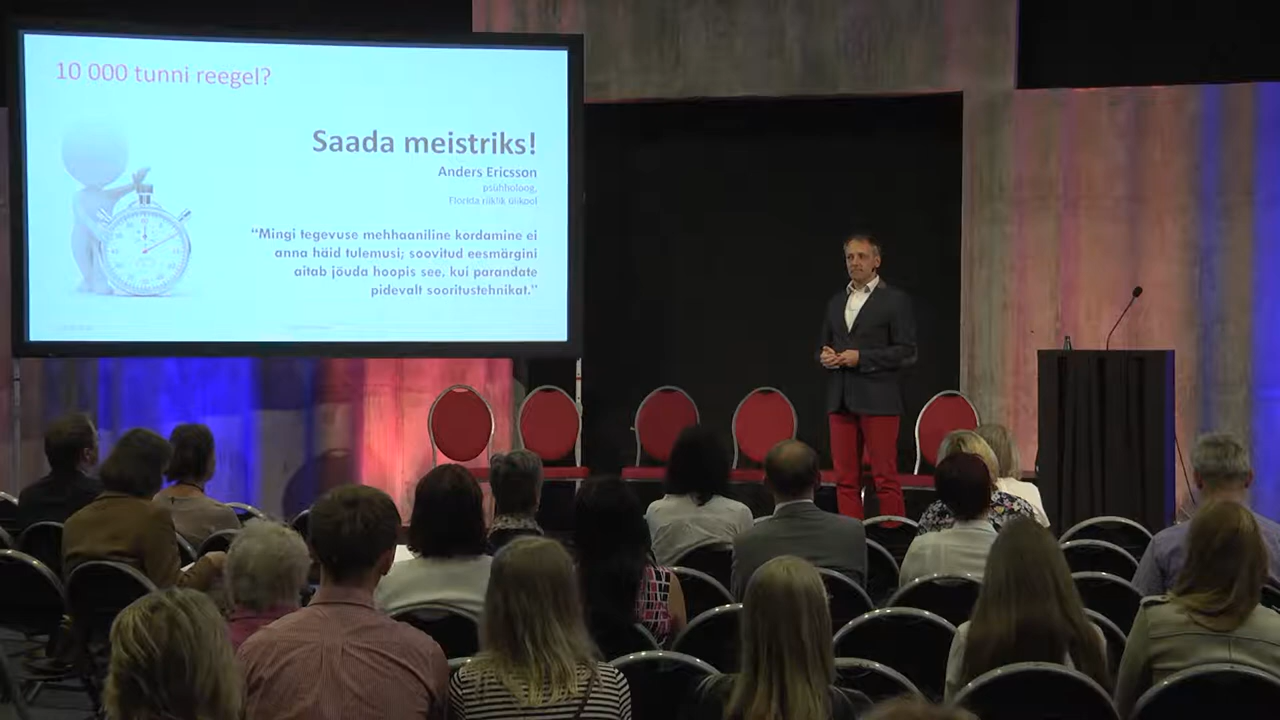 10 000 tunni reegel?
Saada meistriks!
Anders Ericsson
psühholoog,
Florida riiklik ülikool
“Mingi tegevuse mehhaaniline kordamine ei
anna häid tulemusi; soovitud eesmärgini
aitab jõuda hoopis see, kui parandate
pidevalt sooritustehnikat.”